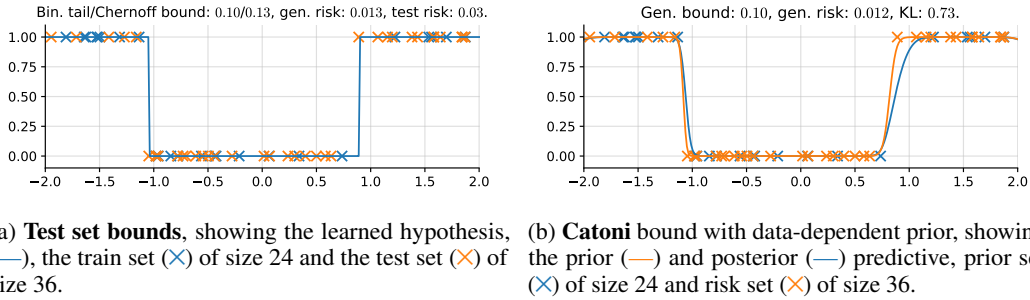 Bin. tail/Chernoff bound: 0.10/0.13, gen. risk: 0.013, test risk: 0.03.
1.00
0.75
0.50
0.25
0.00
−2.0 −1.5 −1.0 −0.5 0.0 0.5 1.0 1.5 2.0
a) Test set bounds, showing the learned hypothesis,
—), the train set (×) of size 24 and the test set (×) of
ize 36.
Gen. bound: 0.10, gen. risk: 0.012, KL: 0.73.
1.00
0.75
0.50
0.25
0.00
−2.0 −1.5 −1.0 −0.5 0.0 0.5 1.0 1.5 2.0
(b) Catoni bound with data-dependent prior, showin
the prior (—) and posterior (—) predictive, prior s
(×) of size 24 and risk set (×) of size 36.